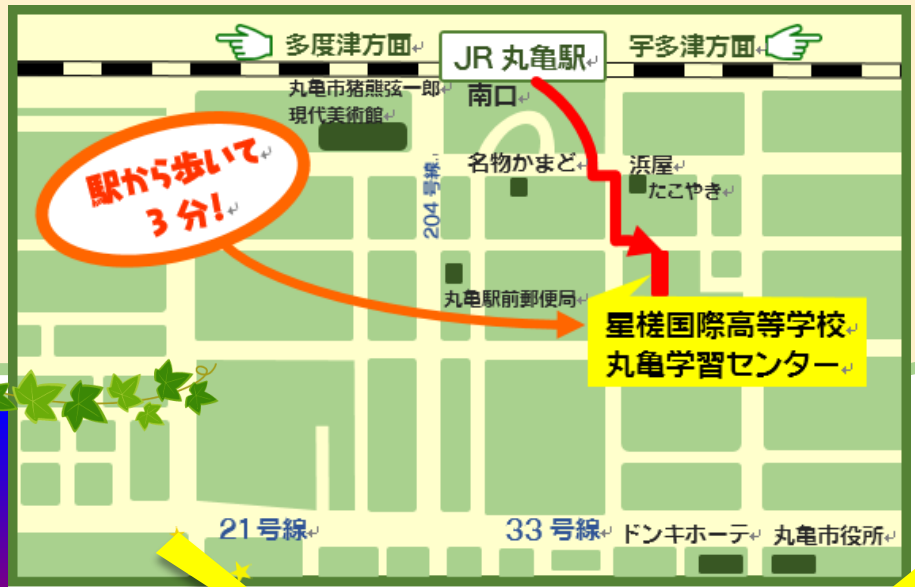 多度津方面
JR 丸亀駅
宇多津方面
丸亀市猪熊弦一郎
現代美術館
南口
駅から歩いて
3 分!
名物かまど
浜屋
たこやき
204 号線
丸亀駅前郵便局
星槎国際高等学校
丸亀学習センター
21 号線
33 号線
ドンキホーテ
丸亀市役所